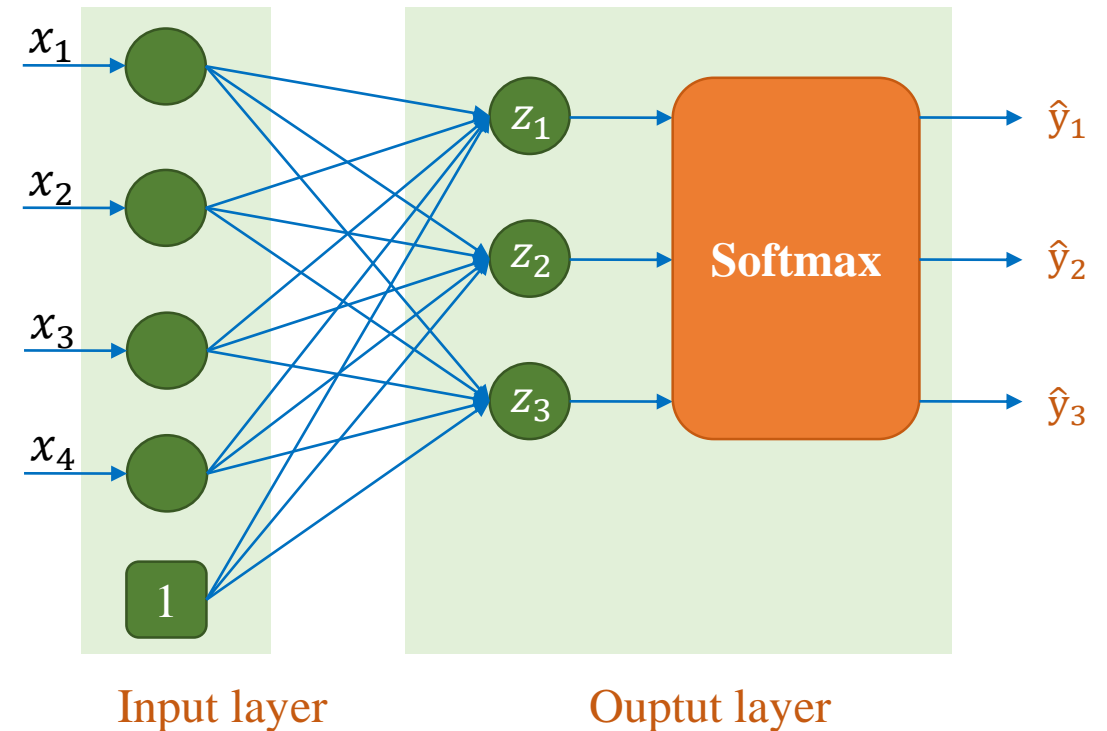 x₁
x₂
x₃
x₄
1
z₁
z₂
z₃
Softmax
ŷ₁
ŷ₂
ŷ₃
Input layer
Ouptut layer